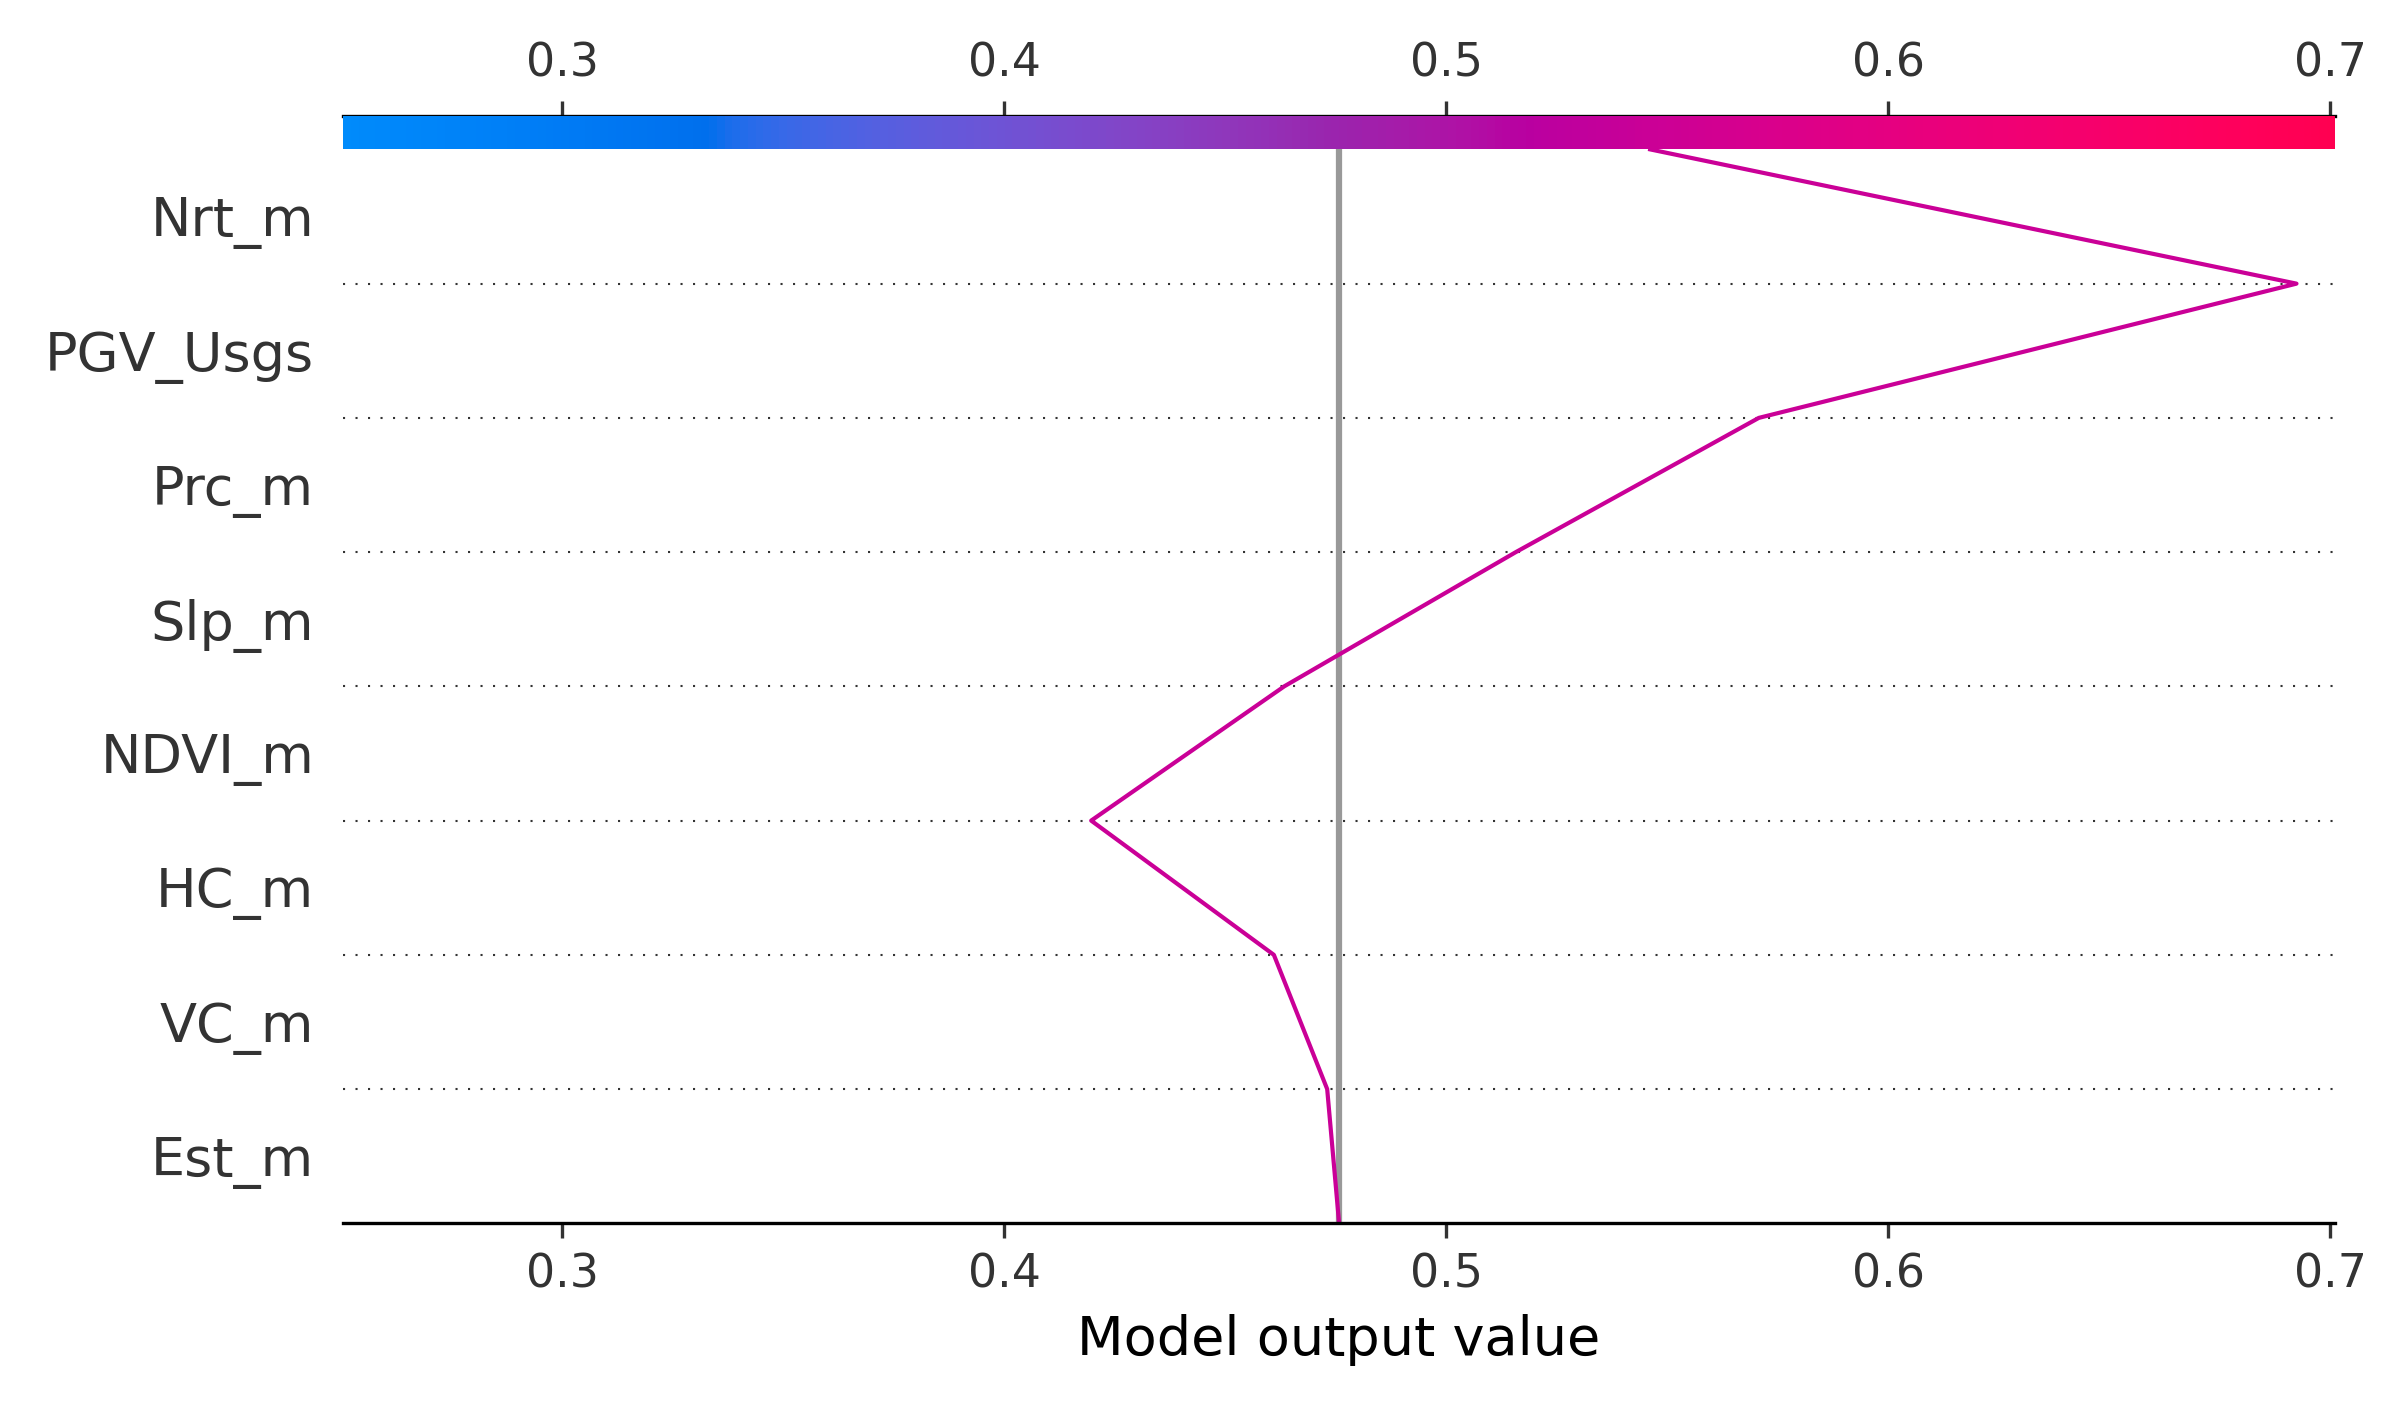 0.3 0.4 0.5 0.6 0.7
Nrt_m
PGV_Usgs
Prc_m
Slp_m
NDVI_m
HC_m
VC_m
Est_m
0.3 0.4 0.5 0.6 0.7
Model output value